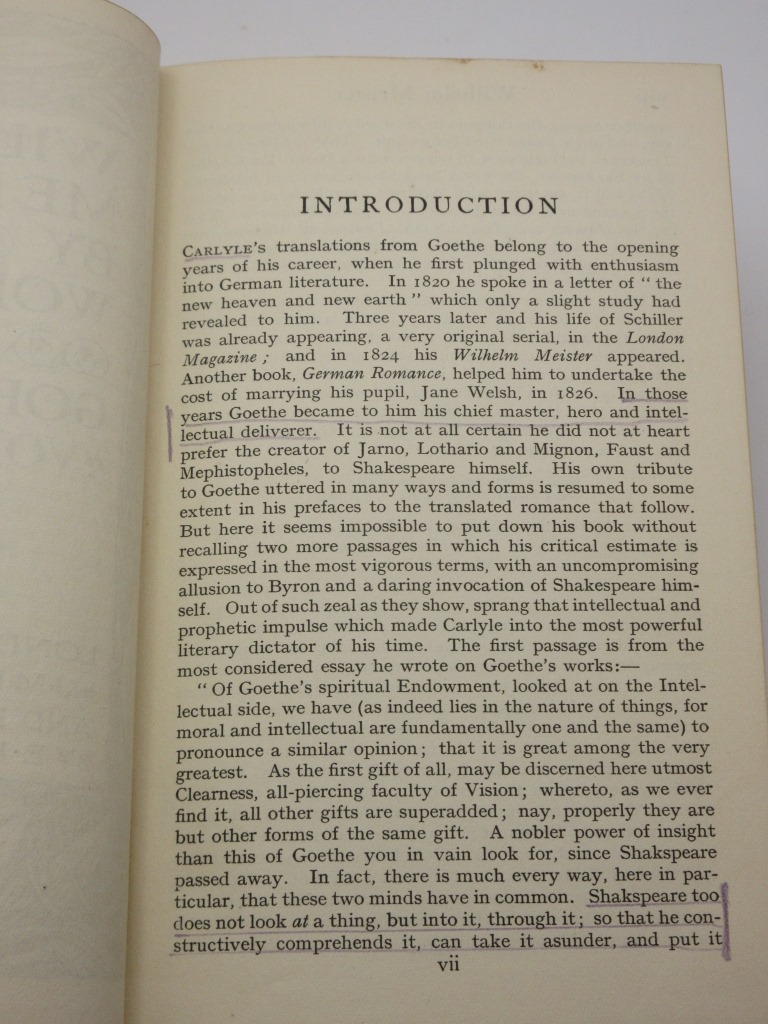 INTRODUCTION
CARLYLE'S translations from Goethe belong to the opening
years of his career, when he first plunged with enthusiasm
into German literature. In 1820 he spoke in a letter of " the
new heaven and new earth " which only a slight study had
revealed to him. Three years later and his life of Schiller
was already appearing, a very original serial, in the London
Magazine ; and in 1824 his Wilhelm Meister appeared.
Another book, German Romance, helped him to undertake the
cost of marrying his pupil, Jane Welsh, in 1826. In those
years Goethe became to him his chief master, hero and intel-
lectual deliverer. It is not at all certain he did not at heart
prefer the creator of Jarno, Lothario and Mignon, Faust and
Mephistopheles, to Shakespeare himself. His own tribute
to Goethe uttered in many ways and forms is resumed to some
extent in his prefaces to the translated romance that follow.
But here it seems impossible to put down his book without
recalling two more passages in which his critical estimate is
expressed in the most vigorous terms, with an uncompromising
allusion to Byron and a daring invocation of Shakespeare him-
self. Out of such zeal as they show, sprang that intellectual and
prophetic impulse which made Carlyle into the most powerful
literary dictator of his time. The first passage is from the
most considered essay he wrote on Goethe's works:—
" Of Goethe's spiritual Endowment, looked at on the Intel-
lectual side, we have (as indeed lies in the nature of things, for
moral and intellectual are fundamentally one and the same) to
pronounce a similar opinion ; that it is great among the very
greatest. As the first gift of all, may be discerned here utmost
Clearness, all-piercing faculty of Vision ; whereto, as we ever
find it, all other gifts are superadded ; nay, properly they are
but other forms of the same gift. A nobler power of insight
than this of Goethe you in vain look for, since Shakspeare
passed away. In fact, there is much every way, here in par-
ticular, that these two minds have in common. Shakspeare too
does not look at a thing, but into it, through it ; so that he con-
structively comprehends it, can take it asunder, and put it
vii